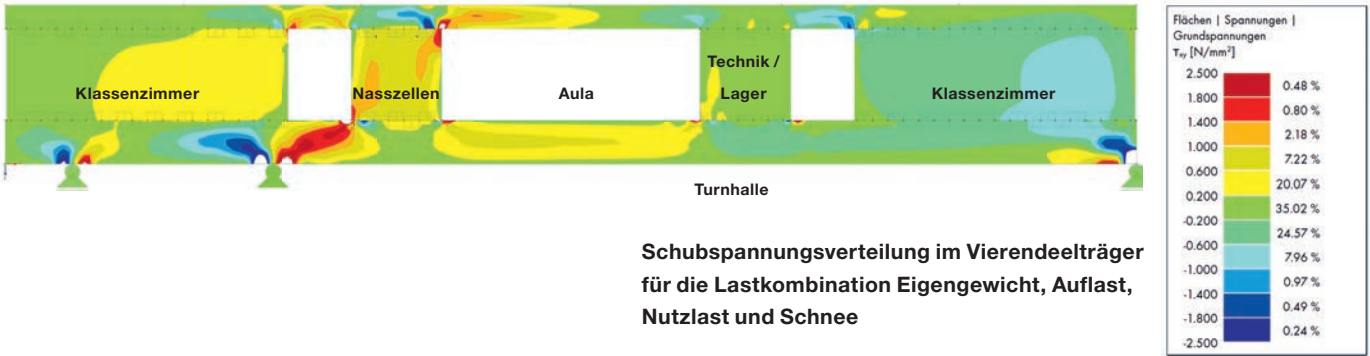 Klassenzimmer
Nasszellen
Aula
Technik /
Lager
Klassenzimmer
Turnhalle
Schubspannungsverteilung im Vierendeelträger
für die Lastkombination Eigengewicht, Auflast,
Nutzlast und Schnee
Flächen | Spannungen |
Grundspannungen
τxy [N/mm²]
2.500
0.48 %
1.800
0.80 %
1.400
2.18 %
1.000
7.22 %
0.600
20.07 %
0.200
35.02 %
-0.200
24.57 %
-0.600
7.96 %
-1.000
0.97 %
-1.400
0.49 %
-1.800
0.24 %
-2.500